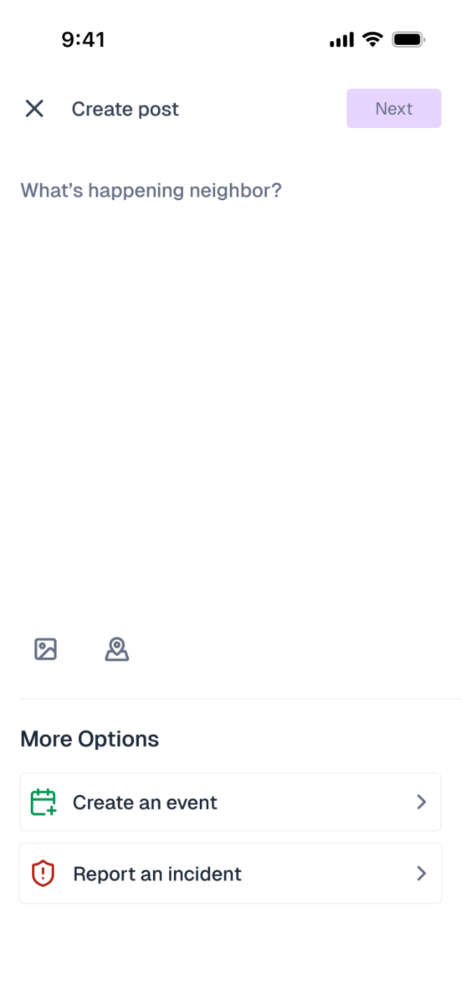 9:41
Create post
Next
What’s happening neighbor?
More Options
Create an event
Report an incident